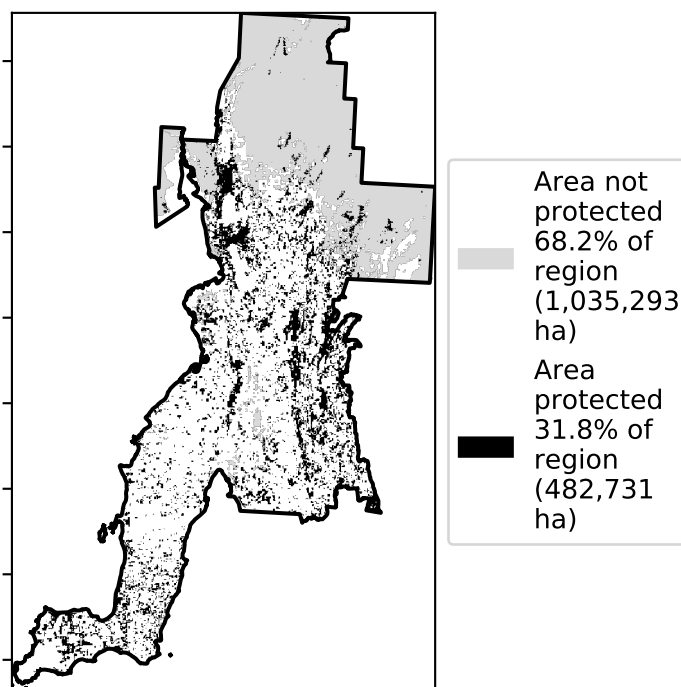 Area not
protected
68.2% of
region
(1,035,293
ha)
Area
protected
31.8% of
region
(482,731
ha)